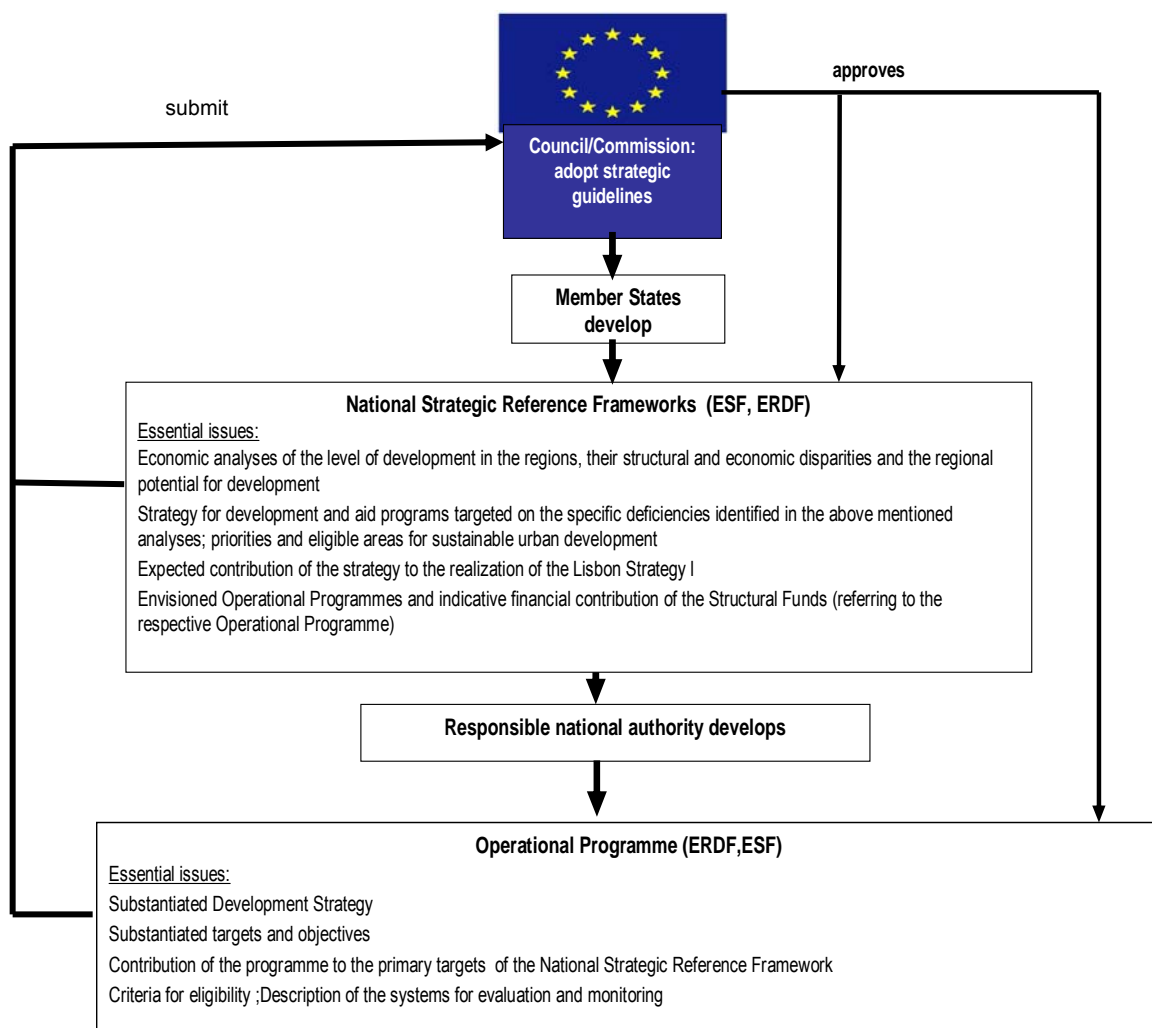 approves
submit
Council/Commission:
adopt strategic
guidelines
Member States
develop
National Strategic Reference Frameworks (ESF, ERDF)
Essential issues:
Economic analyses of the level of development in the regions, their structural and economic disparities and the regional
potential for development
Strategy for development and aid programs targeted on the specific deficiencies identified in the above mentioned
analyses; priorities and eligible areas for sustainable urban development
Expected contribution of the strategy to the realization of the Lisbon Strategy l
Envisioned Operational Programmes and indicative financial contribution of the Structural Funds (referring to the
respective Operational Programme)
Responsible national authority develops
Operational Programme (ERDF,ESF)
Essential issues:
Substantiated Development Strategy
Substantiated targets and objectives
Contribution of the programme to the primary targets of the National Strategic Reference Framework
Criteria for eligibility ;Description of the systems for evaluation and monitoring